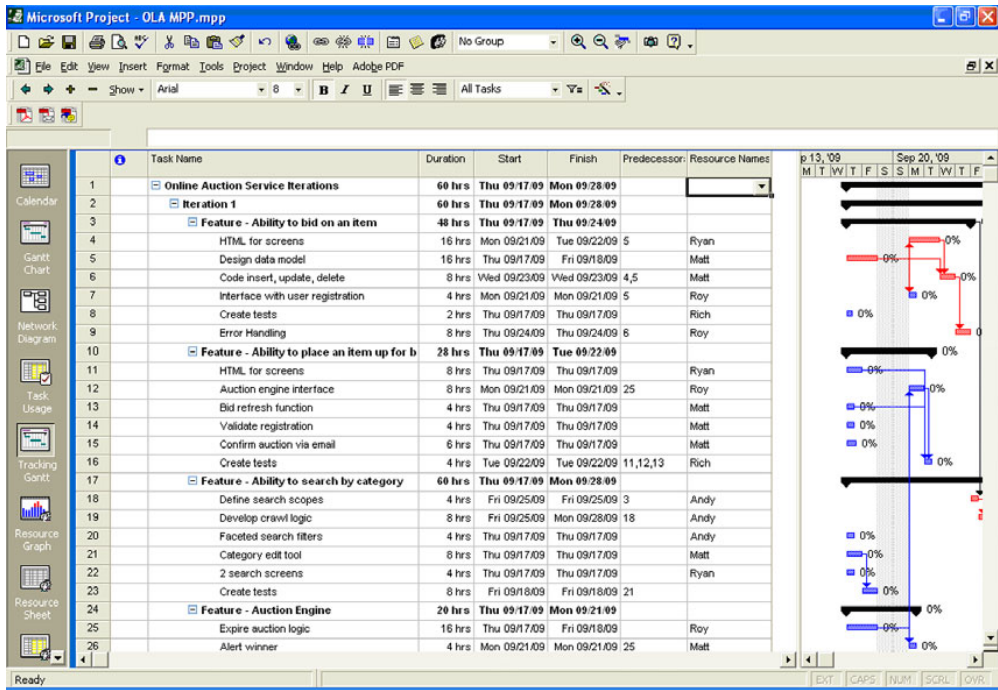 Microsoft Project - OLA MPP.mpp
No Group
File Edit View Insert Format Tools Project Window Help Adobe PDF
Show Arial 8 B I U All Tasks
Task Name Duration Start Finish Predecessor: Resource Names p 13, '09 Sep 20, '09
M T W T F S S M T W T F
1 Online Auction Service Iterations 60 hrs Thu 09/17/09 Mon 09/28/09
2 Iteration 1 60 hrs Thu 09/17/09 Mon 09/28/09
3 Feature - Ability to bid on an item 48 hrs Thu 09/17/09 Thu 09/24/09
4 HTML for screens 16 hrs Mon 09/21/09 Tue 09/22/09 5 Ryan 0%
5 Design data model 16 hrs Thu 09/17/09 Fri 09/18/09 Matt 0%
6 Code insert, update, delete 8 hrs Wed 09/23/09 Wed 09/23/09 4,5 Matt 0%
7 Interface with user registration 4 hrs Mon 09/21/09 Mon 09/21/09 5 Roy 0%
8 Create tests 2 hrs Thu 09/17/09 Thu 09/17/09 Rich 0%
9 Error Handling 8 hrs Thu 09/24/09 Thu 09/24/09 6 Roy 0
10 Feature - Ability to place an item up for b 28 hrs Thu 09/17/09 Tue 09/22/09 0%
11 HTML for screens 8 hrs Thu 09/17/09 Thu 09/17/09 Ryan 0%
12 Auction engine interface 8 hrs Mon 09/21/09 Mon 09/21/09 25 Roy 0%
13 Bid refresh function 4 hrs Thu 09/17/09 Thu 09/17/09 Matt 0%
14 Validate registration 4 hrs Thu 09/17/09 Thu 09/17/09 Matt 0%
15 Confirm auction via email 6 hrs Thu 09/17/09 Thu 09/17/09 Matt 0%
16 Create tests 4 hrs Tue 09/22/09 Tue 09/22/09 11,12,13 Rich 0%
17 Feature - Ability to search by category 60 hrs Thu 09/17/09 Mon 09/28/09
18 Define search scopes 4 hrs Fri 09/25/09 Fri 09/25/09 3 Andy
19 Develop crawl logic 8 hrs Fri 09/25/09 Mon 09/28/09 18 Andy
20 Faceted search filters 4 hrs Thu 09/17/09 Thu 09/17/09 Andy 0%
21 Category edit tool 8 hrs Thu 09/17/09 Thu 09/17/09 Matt 0%
22 2 search screens 4 hrs Thu 09/17/09 Thu 09/17/09 Ryan 0%
23 Create tests 8 hrs Fri 09/18/09 Fri 09/18/09 21 0%
24 Feature - Auction Engine 20 hrs Thu 09/17/09 Mon 09/21/09 0%
25 Expire auction logic 16 hrs Thu 09/17/09 Fri 09/18/09 Roy 0%
26 Alert winner 4 hrs Mon 09/21/09 Mon 09/21/09 25 Matt 0%
Calendar
Gantt
Chart
Network
Diagram
Task
Usage
Tracking
Gantt
Resource
Graph
Resource
Sheet
Ready EXT CAPS NUM SCRL OVR